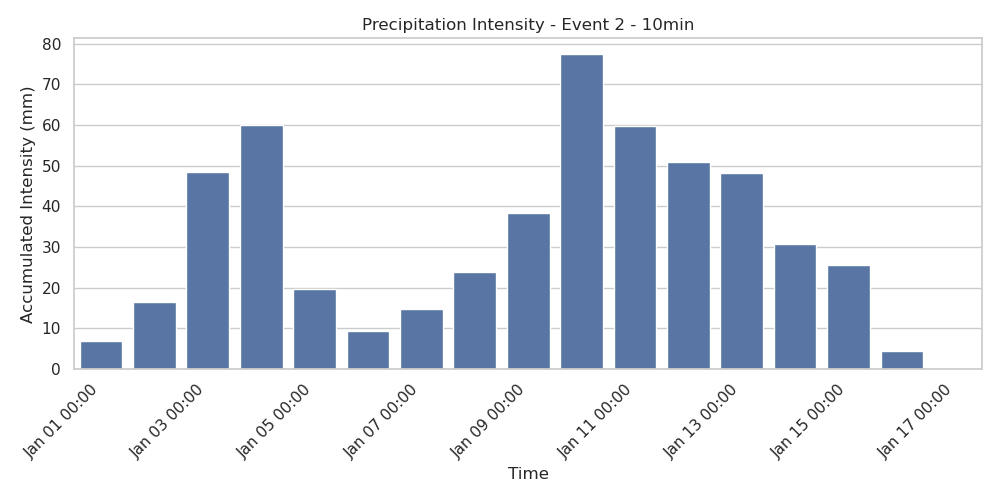 Precipitation Intensity - Event 2 - 10min
Accumulated Intensity (mm)
80
70
60
50
40
30
20
10
0
Jan 01 00:00
Jan 03 00:00
Jan 05 00:00
Jan 07 00:00
Jan 09 00:00
Jan 11 00:00
Jan 13 00:00
Jan 15 00:00
Jan 17 00:00
Time